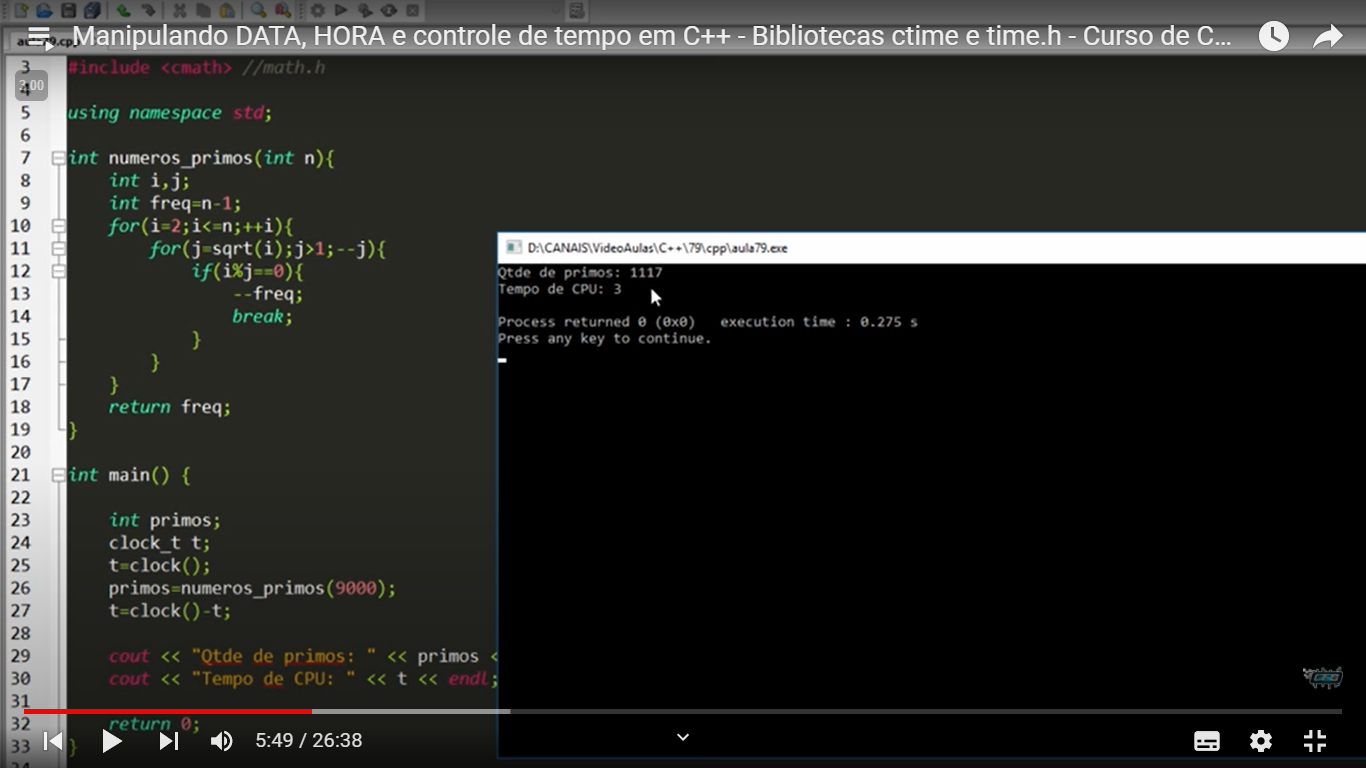 Manipulando DATA, HORA e controle de tempo em C++ - Bibliotecas ctime e time.h - Curso de C...
3 #include <cmath> //math.h
4
3,00
5 using namespace std;
6
7 int numeros_primos(int n){
8 int i,j;
9 int freq=n-1;
10 for(i=2;i<=n;++i){
11 for(j=sqrt(i);j>1;--j){
12 if(i%j==0){
13 --freq;
14 break;
15 }
16 }
17 }
18 return freq;
19 }
20
21 int main() {
22
23 int primos;
24 clock_t t;
25 t=clock();
26 primos=numeros_primos(9000);
27 t=clock()-t;
28
29 cout << "Qtde de primos: " << primos <
30 cout << "Tempo de CPU: " << t << endl;
31
32 return 0;
33 }
D:\CANAIS\VideoAulas\C++\79\cpp\aula79.exe
Qtde de primos: 1117
Tempo de CPU: 3
Process returned 0 (0x0) execution time : 0.275 s
Press any key to continue.
5:49 / 26:38